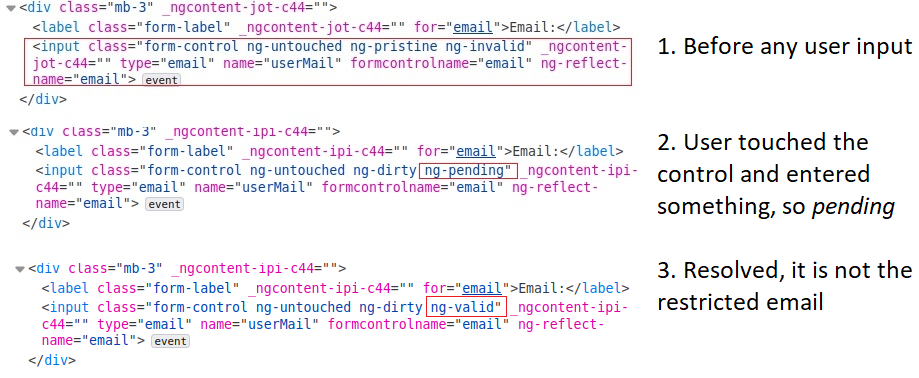 <div class="mb-3" _ngcontent-jot-c44="">
<label class="form-label" _ngcontent-jot-c44="" for="email">Email:</label>
<input class="form-control ng-untouched ng-pristine ng-invalid" _ngcontent-
jot-c44="" type="email" name="userMail" formcontrolname="email" ng-reflect-
name="email"> event
</div>
1. Before any user input
<div class="mb-3" _ngcontent-ipi-c44="">
<label class="form-label" _ngcontent-ipi-c44="" for="email">Email:</label>
<input class="form-control ng-untouched ng-dirty ng-pending" _ngcontent-ipi-
c44="" type="email" name="userMail" formcontrolname="email" ng-reflect-
name="email"> event
</div>
2. User touched the
control and entered
something, so pending
<div class="mb-3" _ngcontent-ipi-c44="">
<label class="form-label" _ngcontent-ipi-c44="" for="email">Email:</label>
<input class="form-control ng-untouched ng-dirty ng-valid" _ngcontent-ipi-
c44="" type="email" name="userMail" formcontrolname="email" ng-reflect-
name="email"> event
</div>
3. Resolved, it is not the
restricted email